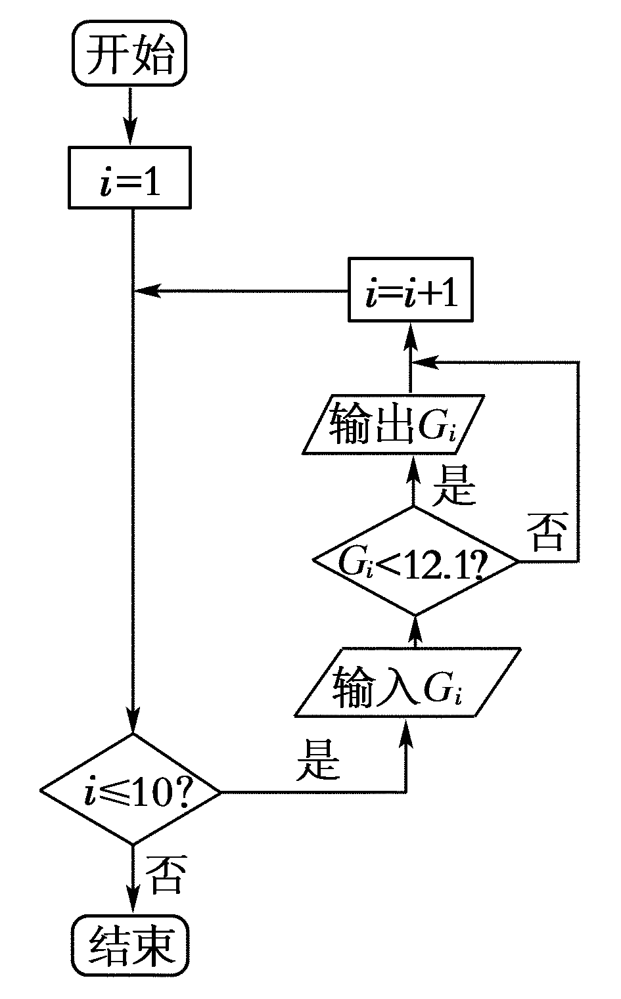 开始
i=1
i=i+1
输出Gi
是
否
Gi<12.1?
输入Gi
是
i≤10?
否
结束